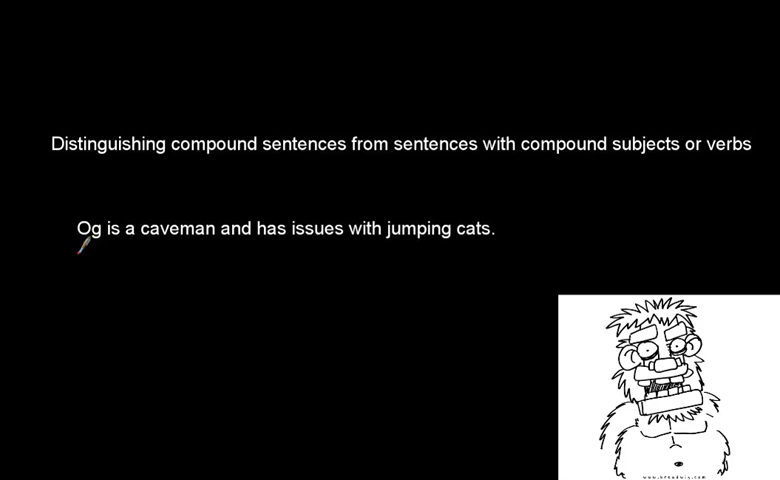 Distinguishing compound sentences from sentences with compound subjects or verbs
Og is a caveman and has issues with jumping cats.